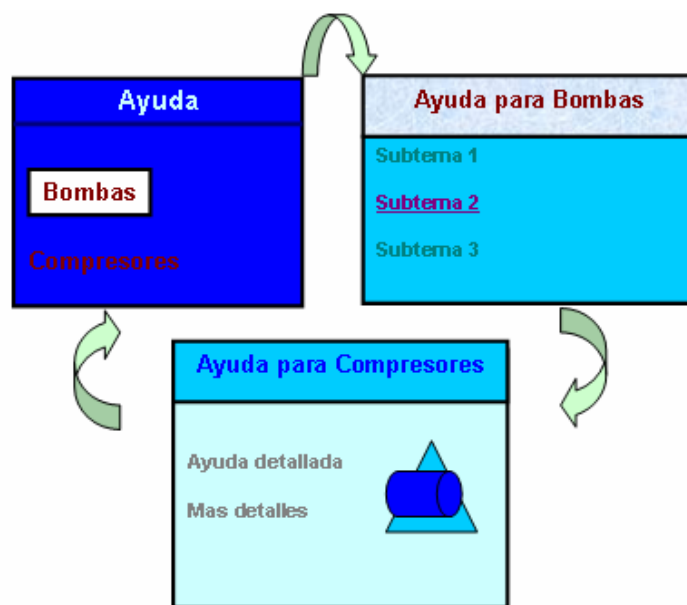 Ayuda
Bombas
Compresores
Ayuda para Bombas
Subtema 1
Subtema 2
Subtema 3
Ayuda para Compresores
Ayuda detallada
Mas detalles